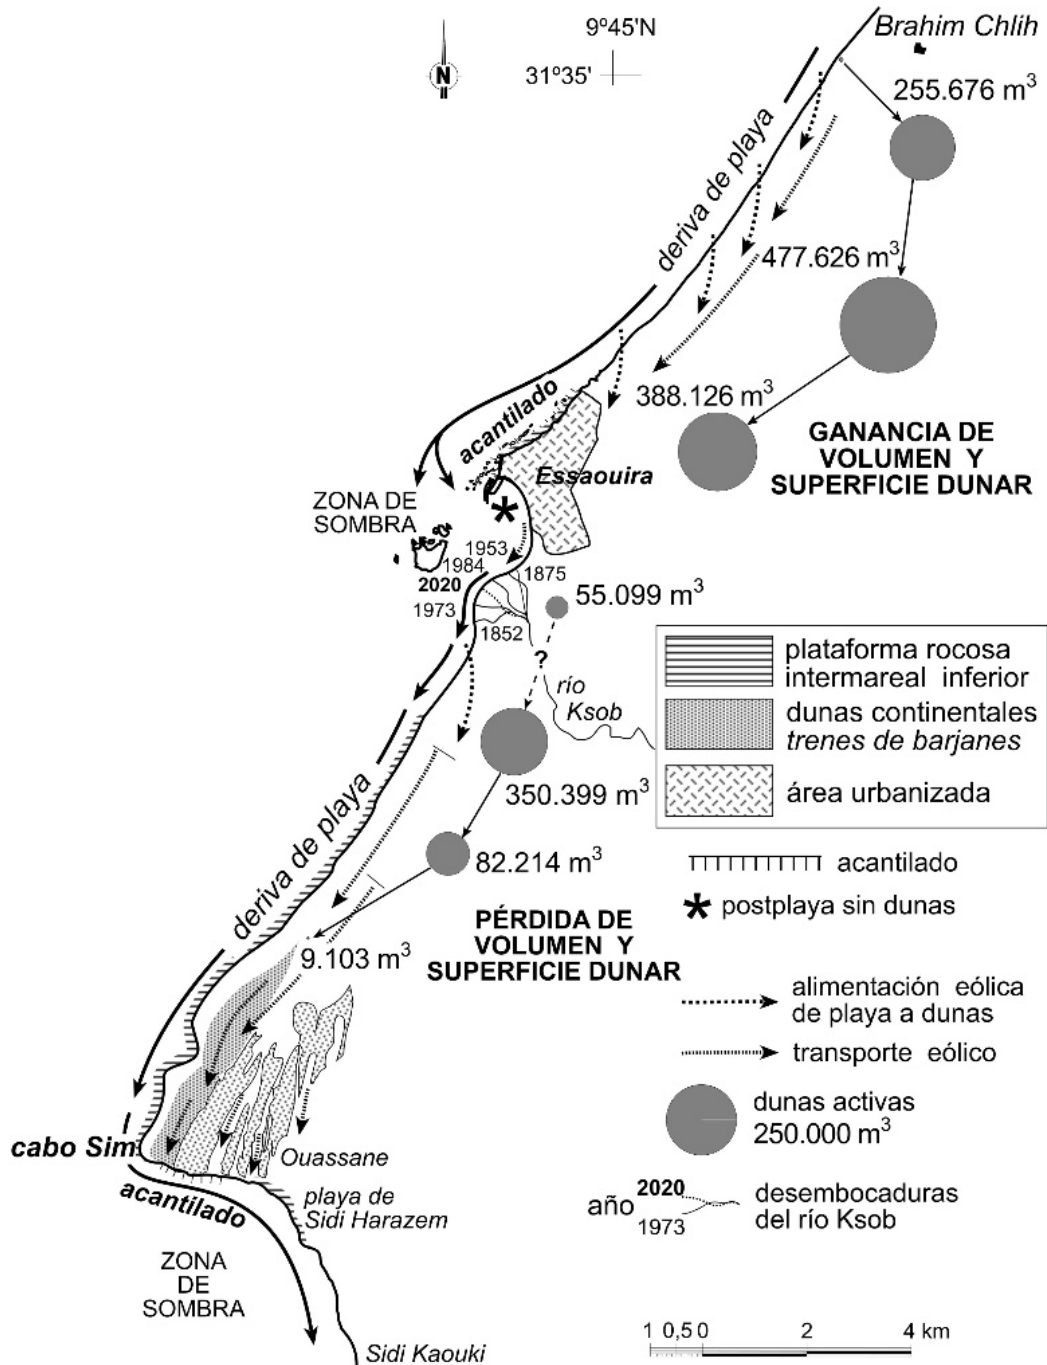 9º45'N
31º35'
N
Brahim Chlih
255.676 m³
deriva de playa
477.626 m³
388.126 m³
acantilado
GANANCIA DE
VOLUMEN Y
SUPERFICIE DUNAR
Essaouira
ZONA DE
SOMBRA
*
1953
1984
2020
1973
1875
1852
55.099 m³
?
río
Ksob
350.399 m³
82.214 m³
deriva de playa
PÉRDIDA DE
VOLUMEN Y
SUPERFICIE DUNAR
9.103 m³
cabo Sim
acantilado
Ouassane
playa de
Sidi Harazem
ZONA
DE
SOMBRA
Sidi Kaouki
plataforma rocosa
intermareal inferior
dunas continentales
trenes de barjanes
área urbanizada
acantilado
* postplaya sin dunas
alimentación eólica
de playa a dunas
transporte eólico
dunas activas
250.000 m³
año 2020
1973
desembocaduras
del río Ksob
1 0,5 0 2 4 km